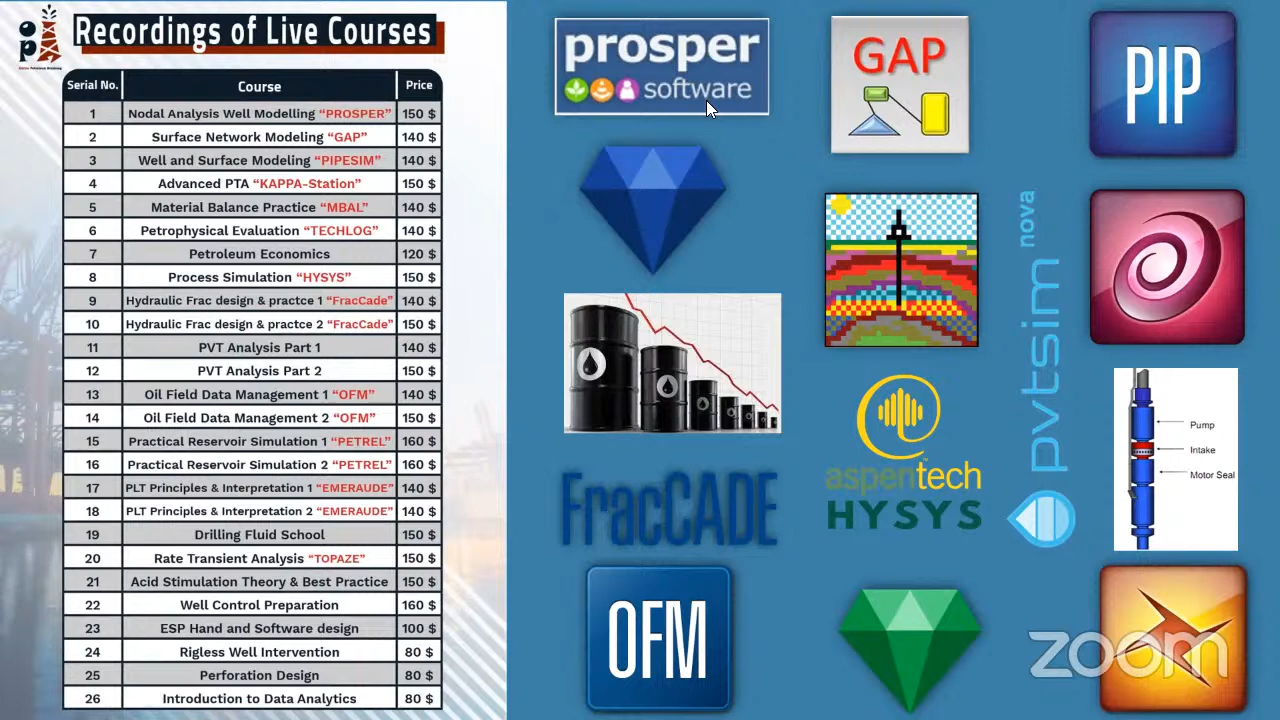 op
Recordings of Live Courses
Serial No. Course Price
1 Nodal Analysis Well Modelling “PROSPER” 150 $
2 Surface Network Modeling “GAP” 140 $
3 Well and Surface Modeling “PIPESIM” 140 $
4 Advanced PTA “KAPPA-Station” 150 $
5 Material Balance Practice “MBAL” 140 $
6 Petrophysical Evaluation “TECHLOG” 140 $
7 Petroleum Economics 120 $
8 Process Simulation “HYSYS” 150 $
9 Hydraulic Frac design & practce 1 “FracCade” 140 $
10 Hydraulic Frac design & practce 2 “FracCade” 150 $
11 PVT Analysis Part 1 140 $
12 PVT Analysis Part 2 150 $
13 Oil Field Data Management 1 “OFM” 140 $
14 Oil Field Data Management 2 “OFM” 150 $
15 Practical Reservoir Simulation 1 “PETREL” 160 $
16 Practical Reservoir Simulation 2 “PETREL” 160 $
17 PLT Principles & Interpretation 1 “EMERAUDE” 140 $
18 PLT Principles & Interpretation 2 “EMERAUDE” 140 $
19 Drilling Fluid School 150 $
20 Rate Transient Analysis “TOPAZE” 150 $
21 Acid Stimulation Theory & Best Practice 150 $
22 Well Control Preparation 160 $
23 ESP Hand and Software design 100 $
24 Rigless Well Intervention 80 $
25 Perforation Design 80 $
26 Introduction to Data Analytics 80 $
prosper
software
GAP
PIP
pvtsim nova
aspentech
HYSYS
Pump
Intake
Motor Seal
FracCADE
OFM
zoom